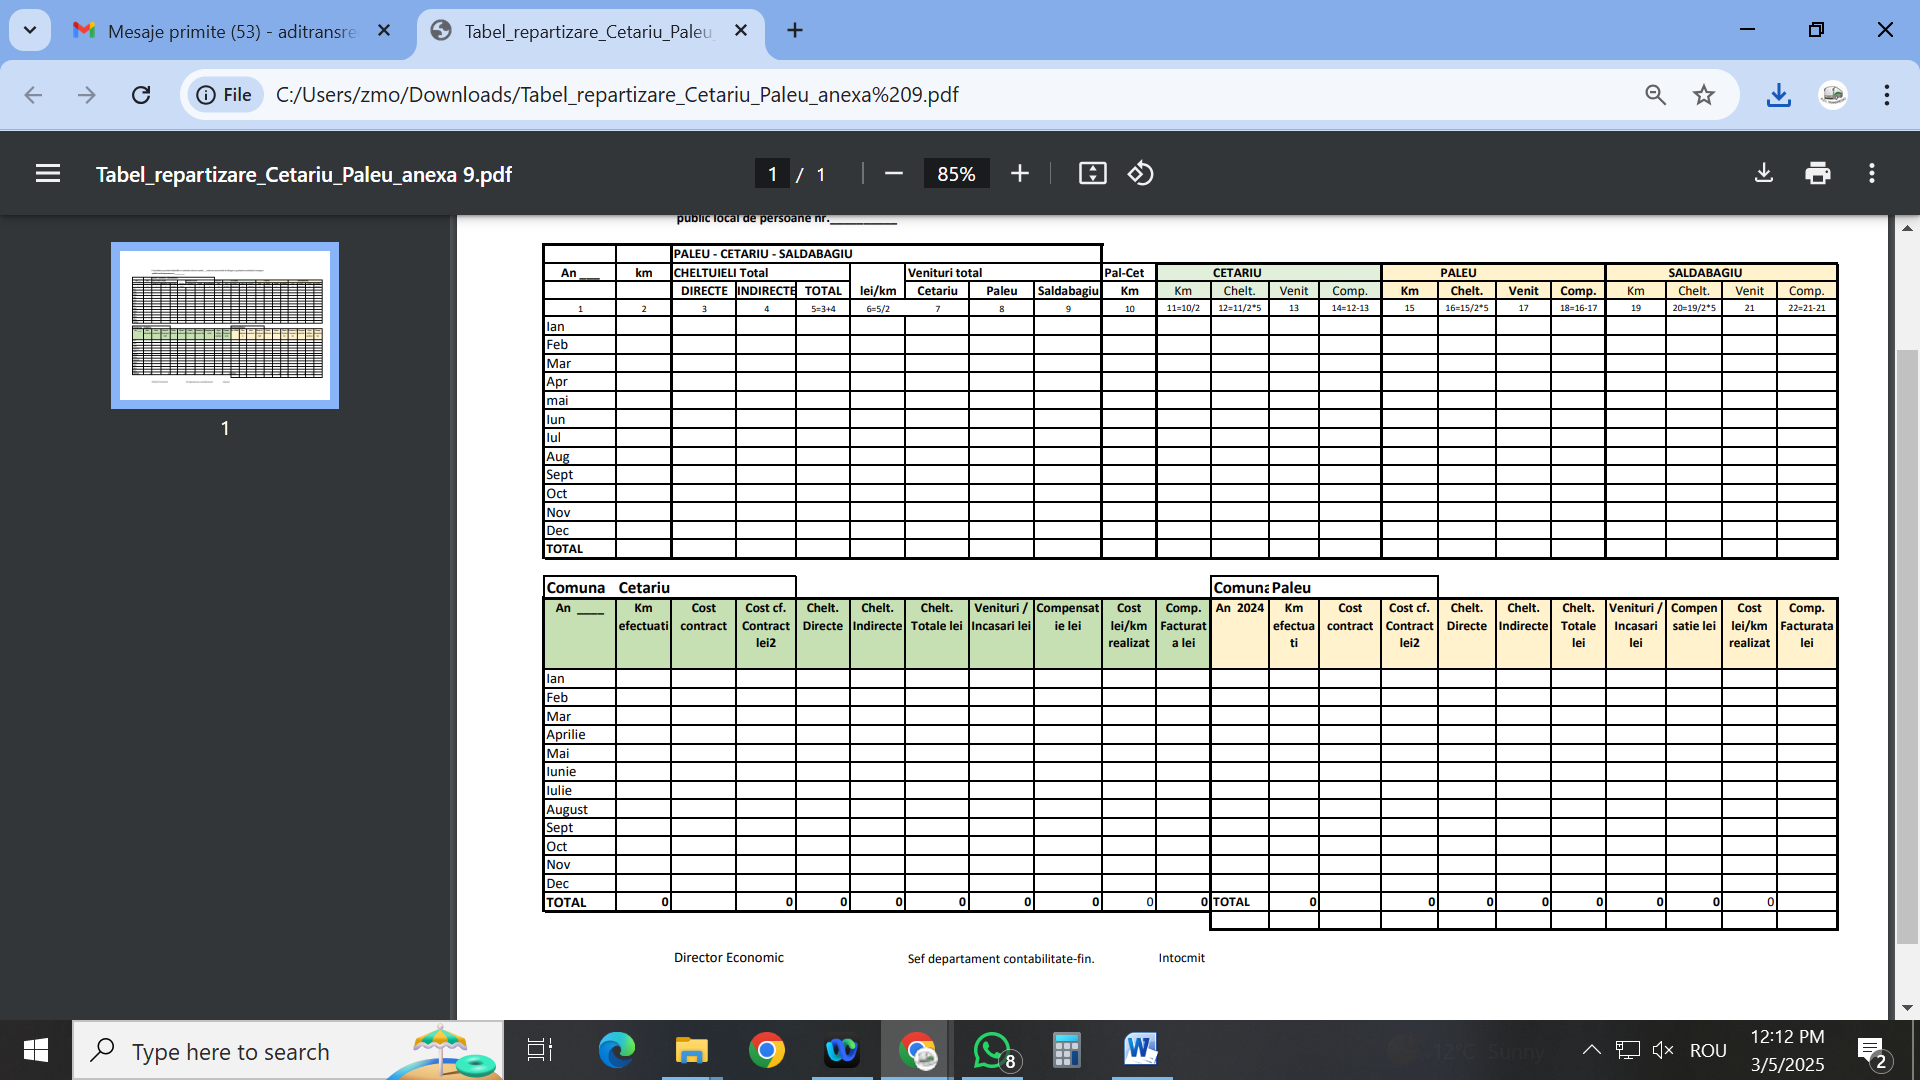 Mesaje primite (53) - aditransre
Tabel_repartizare_Cetariu_Paleu_
File C:/Users/zmo/Downloads/Tabel_repartizare_Cetariu_Paleu_anexa%209.pdf
Tabel_repartizare_Cetariu_Paleu_anexa 9.pdf 1 / 1 85%
1
public local de persoane nr.__________
PALEU - CETARIU - SALDABAGIU
An ___ km CHELTUIELI Total Venituri total Pal-Cet CETARIU PALEU SALDABAGIU
DIRECTE INDIRECTE TOTAL lei/km Cetariu Paleu Saldabagiu Km Km Chelt. Venit Comp. Km Chelt. Venit Comp. Km Chelt. Venit Comp.
1 2 3 4 5=3+4 6=5/2 7 8 9 10 11=10/2 12=11/2*5 13 14=12-13 15 16=15/2*5 17 18=16-17 19 20=19/2*5 21 22=21-21
Ian
Feb
Mar
Apr
mai
Iun
Iul
Aug
Sept
Oct
Nov
Dec
TOTAL
Comuna Cetariu Comuna Paleu
An ____ Km Cost Cost cf. Chelt. Chelt. Chelt. Venituri / Compensat Cost Comp. An 2024 Km Cost Cost cf. Chelt. Chelt. Chelt. Venituri / Compen Cost Comp.
efectuati contract Contract Directe Indirecte Totale lei Incasari lei ie lei lei/km Facturat efectua contract Contract Directe Indirecte Totale Incasari satie lei lei/km Facturata
lei2 realizat a lei ti lei2 lei lei realizat lei
Ian
Feb
Mar
Aprilie
Mai
Iunie
Iulie
August
Sept
Oct
Nov
Dec
TOTAL 0 0 0 0 0 0 0 0 0 TOTAL 0 0 0 0 0 0 0 0
Director Economic Sef departament contabilitate-fin. Intocmit
Type here to search
8
ROU
12:12 PM
3/5/2025
2